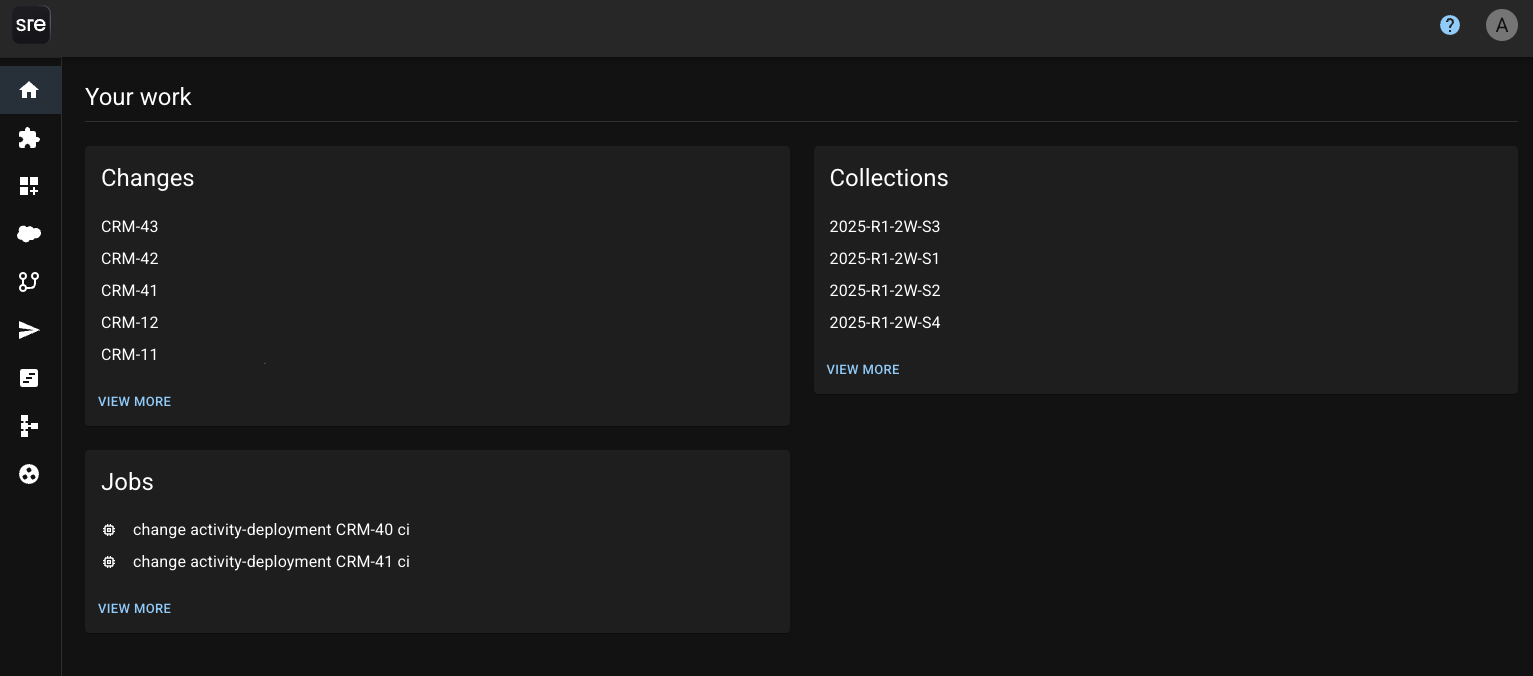 sre
?
A
Your work
Changes
CRM-43
CRM-42
CRM-41
CRM-12
CRM-11
VIEW MORE
Collections
2025-R1-2W-S3
2025-R1-2W-S1
2025-R1-2W-S2
2025-R1-2W-S4
VIEW MORE
Jobs
change activity-deployment CRM-40 ci
change activity-deployment CRM-41 ci
VIEW MORE